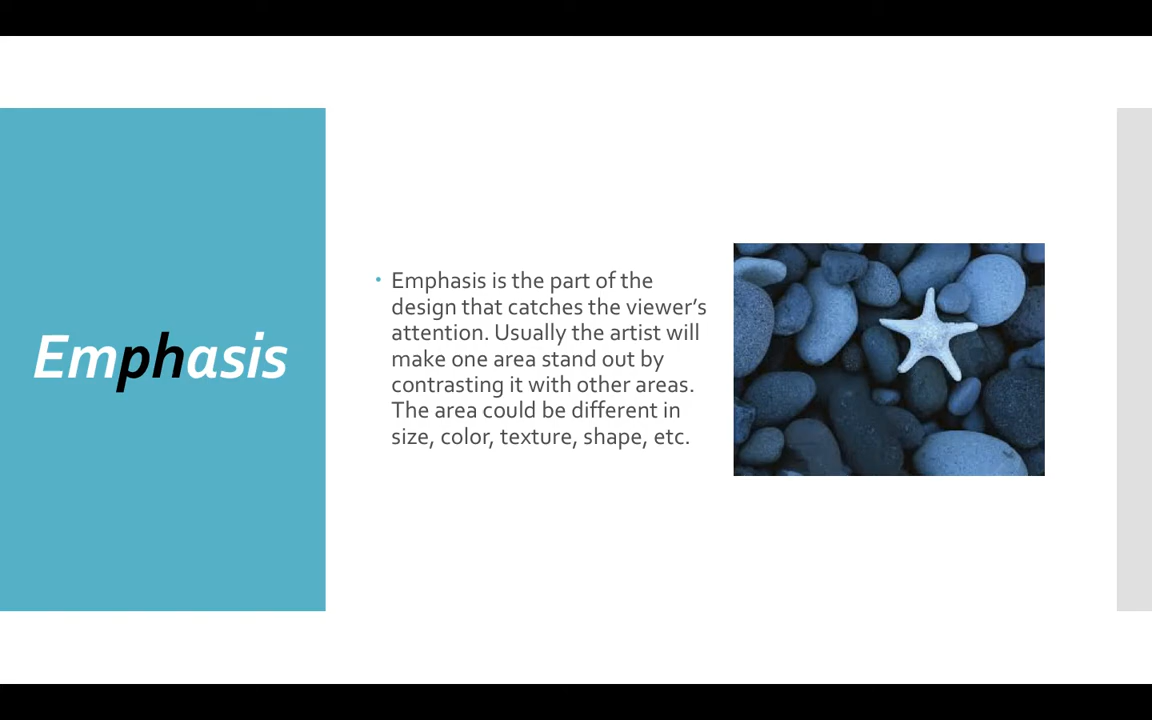 Emphasis
Emphasis is the part of the
design that catches the viewer’s
attention. Usually the artist will
make one area stand out by
contrasting it with other areas.
The area could be different in
size, color, texture, shape, etc.